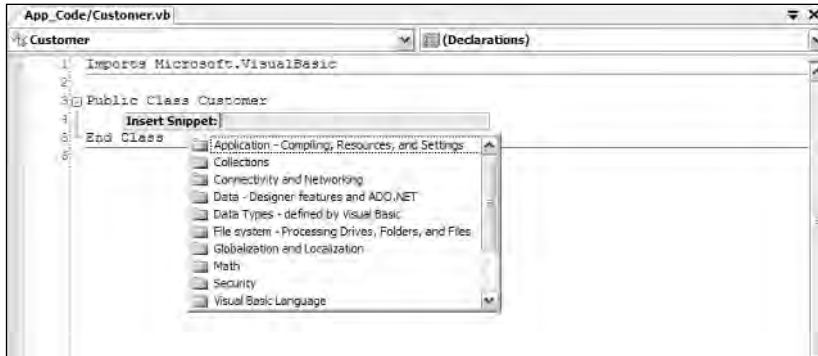 App_Code/Customer.vb
Customer
(Declarations)
1 Imports Microsoft.VisualBasic
2
3 Public Class Customer
4 Insert Snippet:
5 End Class
6
Application - Compiling, Resources, and Settings
Collections
Connectivity and Networking
Data - Designer features and ADO.NET
Data Types - defined by Visual Basic
File system - Processing Drives, Folders, and Files
Globalization and Localization
Math
Security
Visual Basic Language